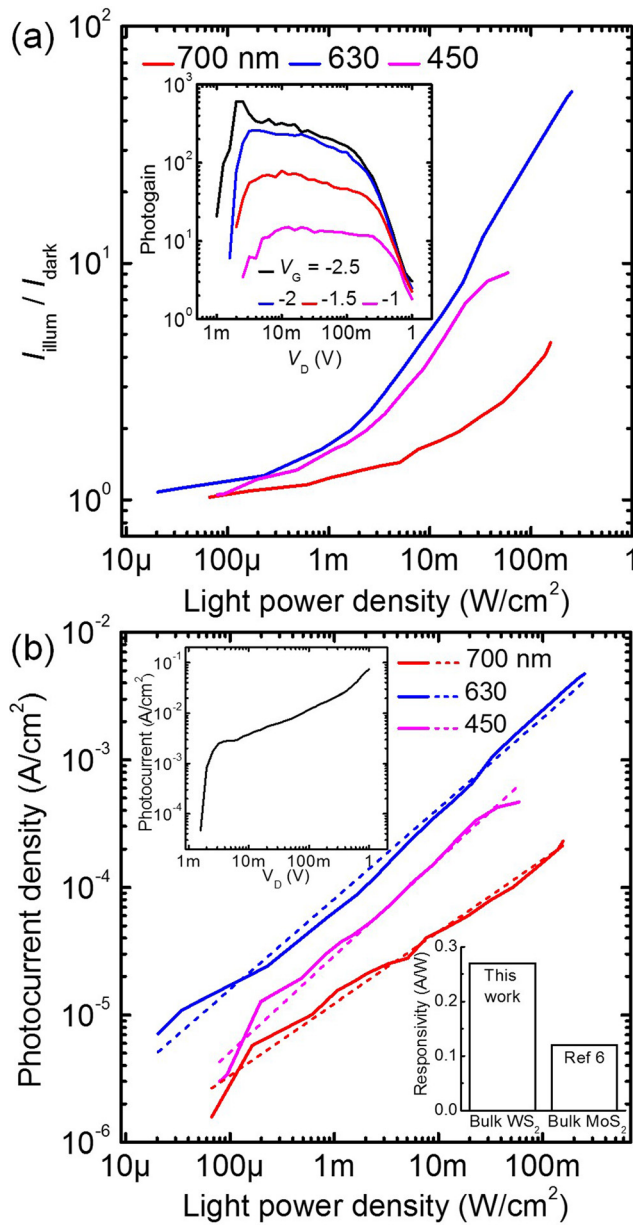 (a)
10²
700 nm 630 450
I_illum / I_dark
10¹
10⁰
Photogain
10³
10²
10¹
10⁰
V_G = -2.5
-2 -1.5 -1
1m 10m 100m 1
V_D (V)
10µ 100µ 1m 10m 100m 1
Light power density (W/cm²)
(b)
10⁻²
700 nm
630
450
Photocurrent density (A/cm²)
10⁻³
10⁻⁴
10⁻⁵
10⁻⁶
Photocurrent (A/cm²)
10⁻¹
10⁻²
10⁻³
10⁻⁴
1m 10m 100m 1
V_D (V)
Responsivity (A/W)
0.3
0.2
0.1
0.0
This
work
Ref 6
Bulk WS₂ Bulk MoS₂
10µ 100µ 1m 10m 100m
Light power density (W/cm²)